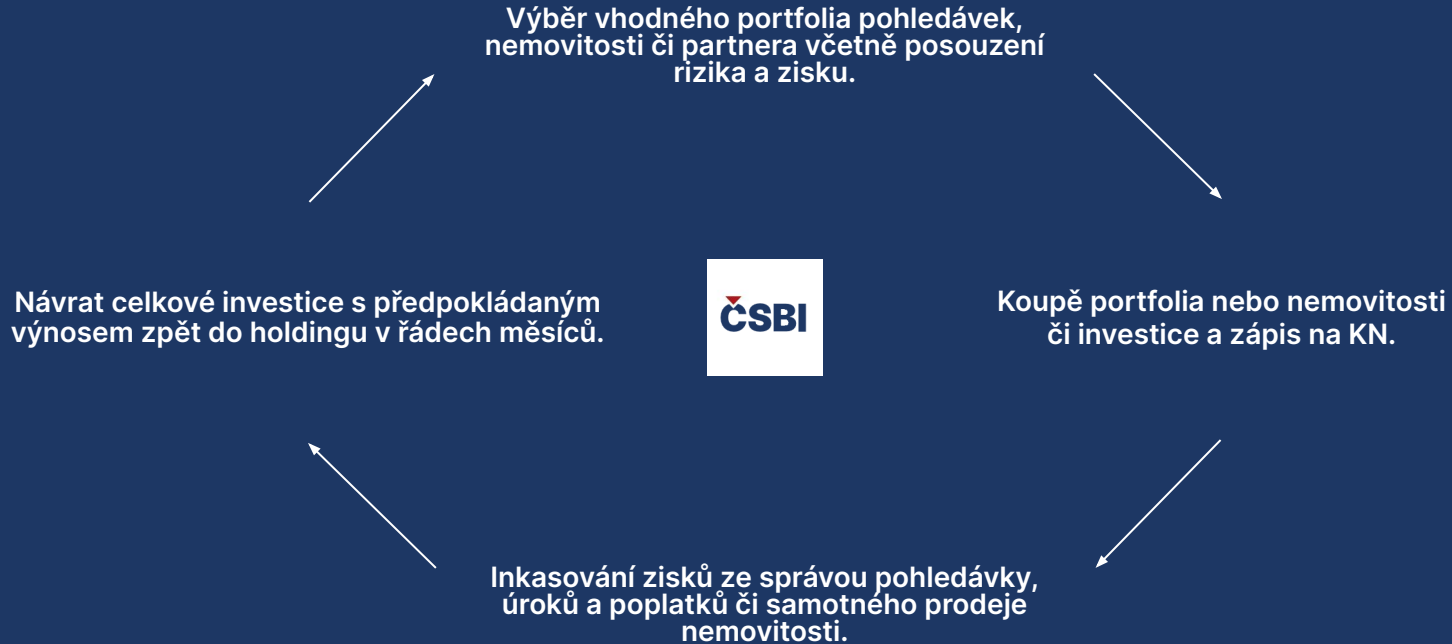 Výběr vhodného portfolia pohledávek,
nemovitosti či partnera včetně posouzení
rizika a zisku.
Návrat celkové investice s předpokládaným
výnosem zpět do holdingu v řádech měsíců.
ČSBI
Koupě portfolia nebo nemovitosti
či investice a zápis na KN.
Inkasování zisků ze správou pohledávky,
úroků a poplatků či samotného prodeje
nemovitosti.